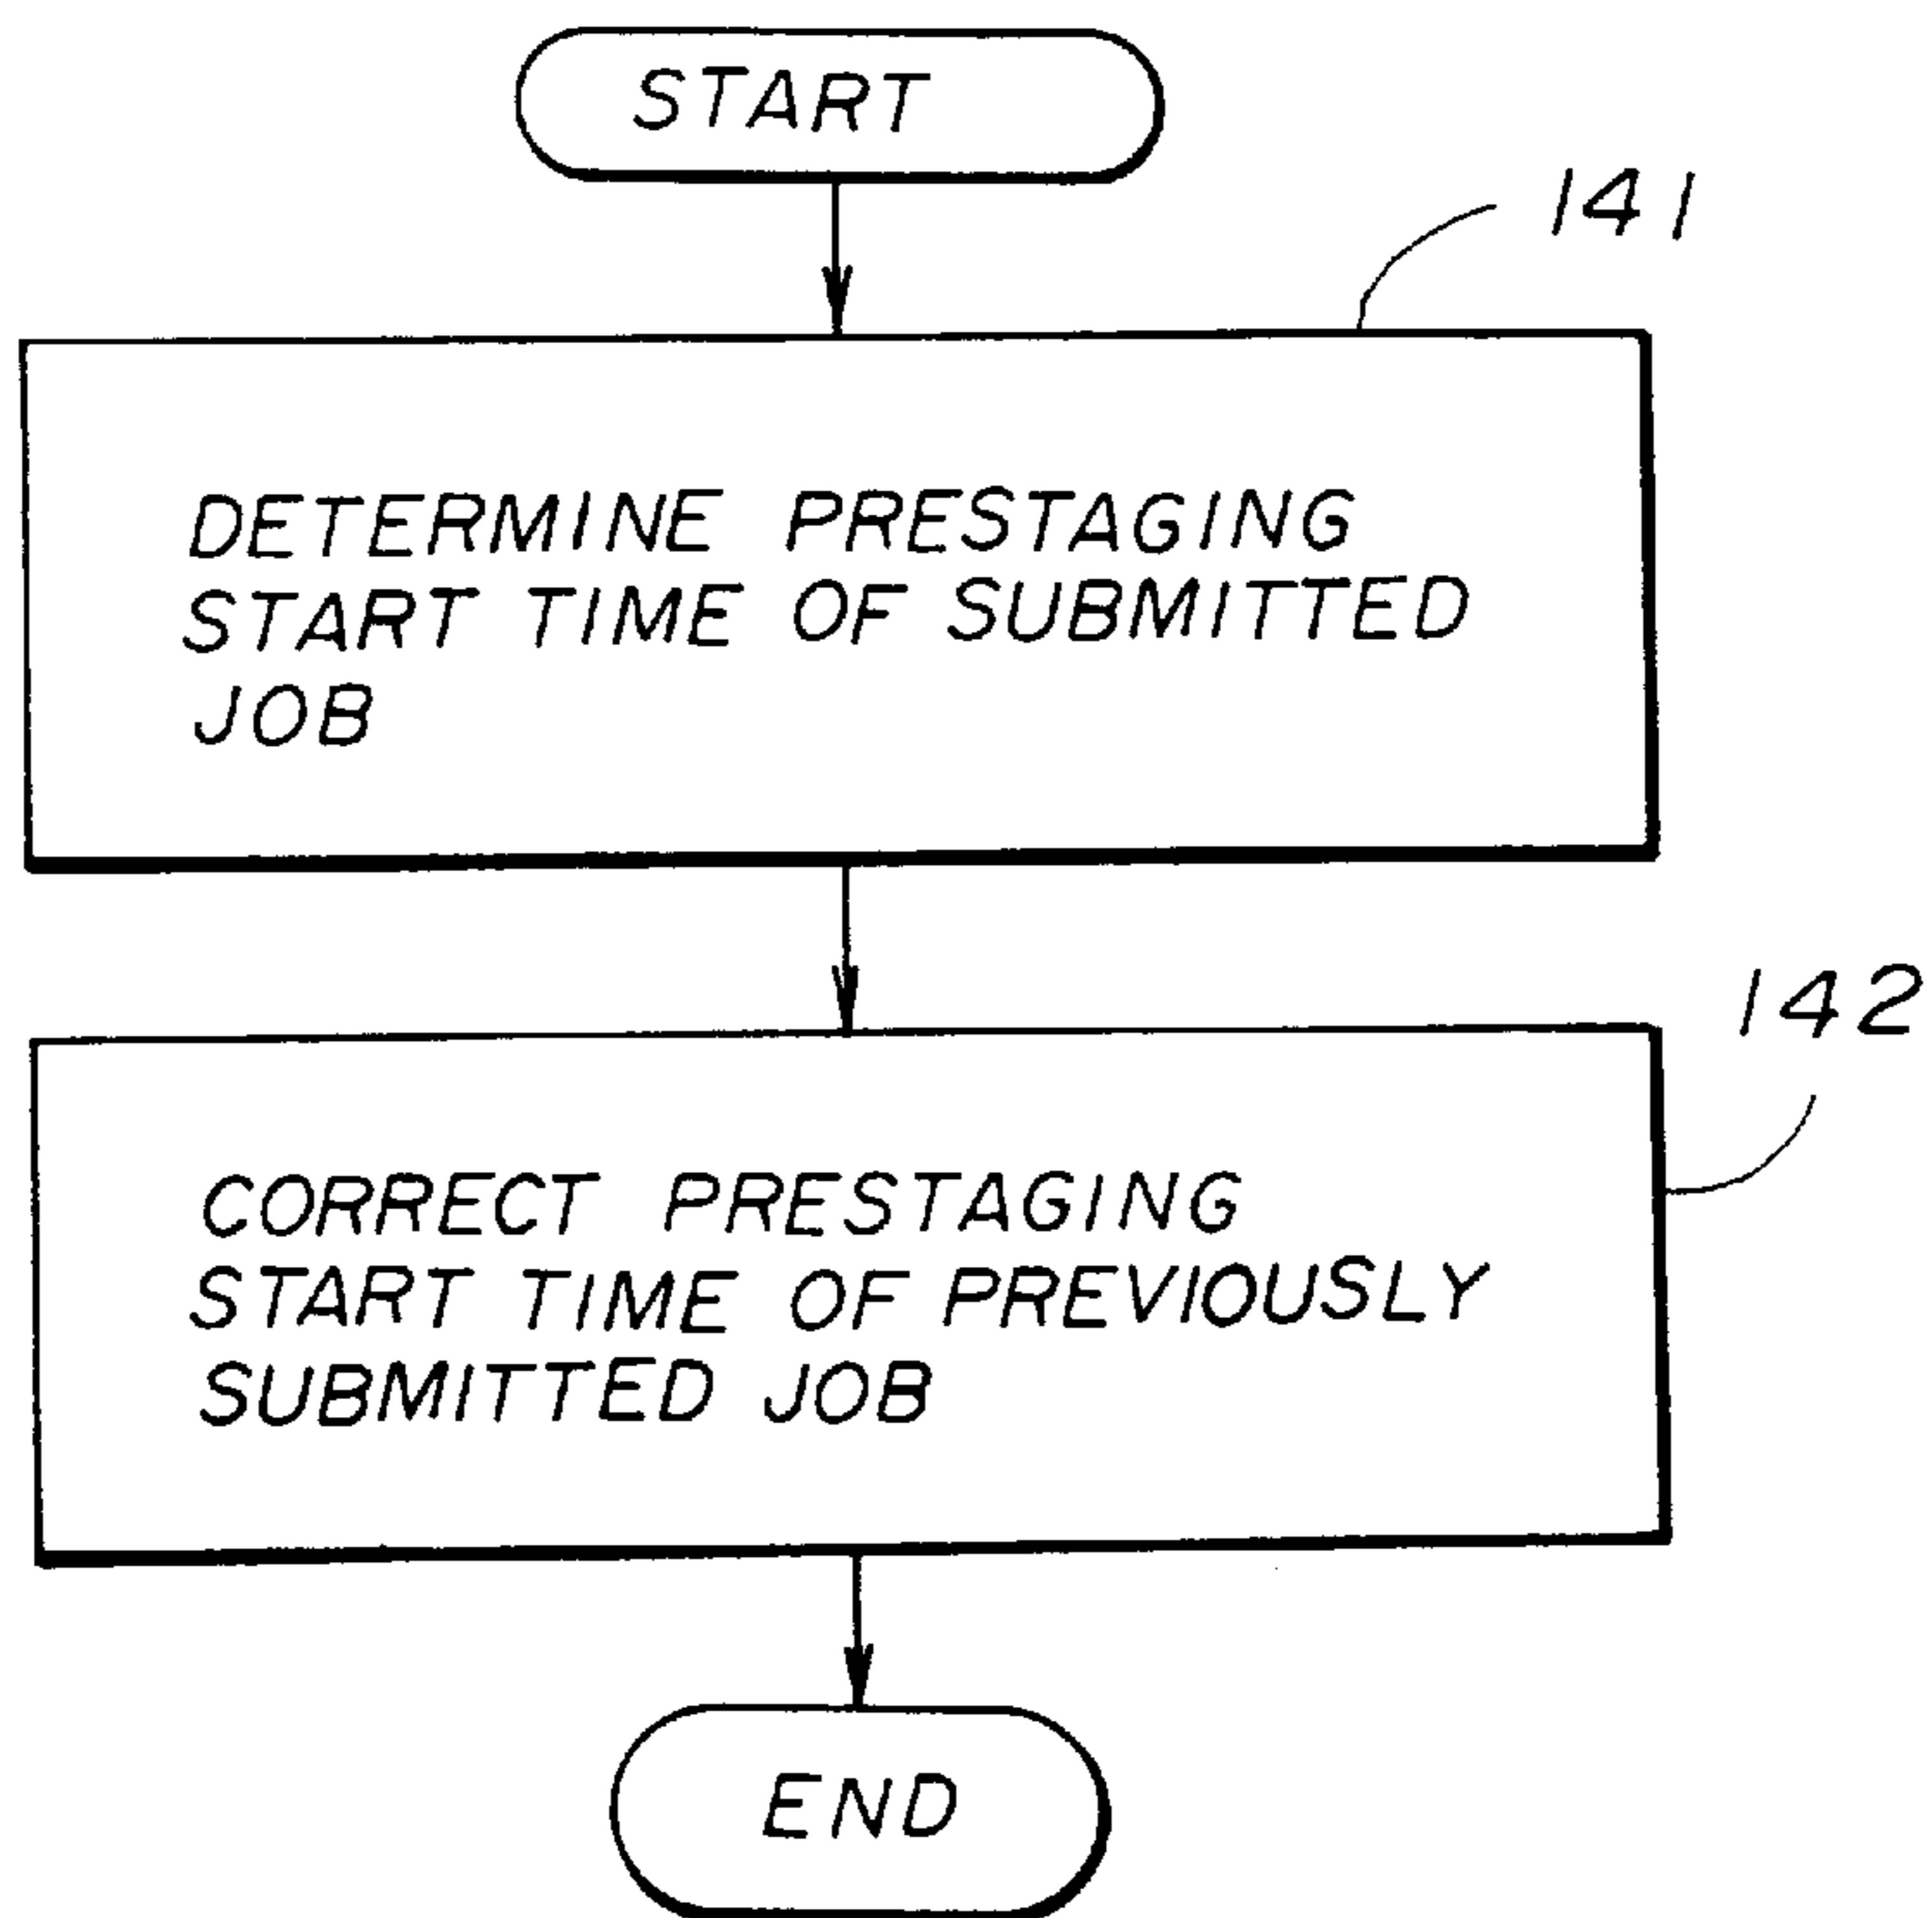 START
141
DETERMINE PRESTAGING
START TIME OF SUBMITTED
JOB
142
CORRECT PRESTAGING
START TIME OF PREVIOUSLY
SUBMITTED JOB
END